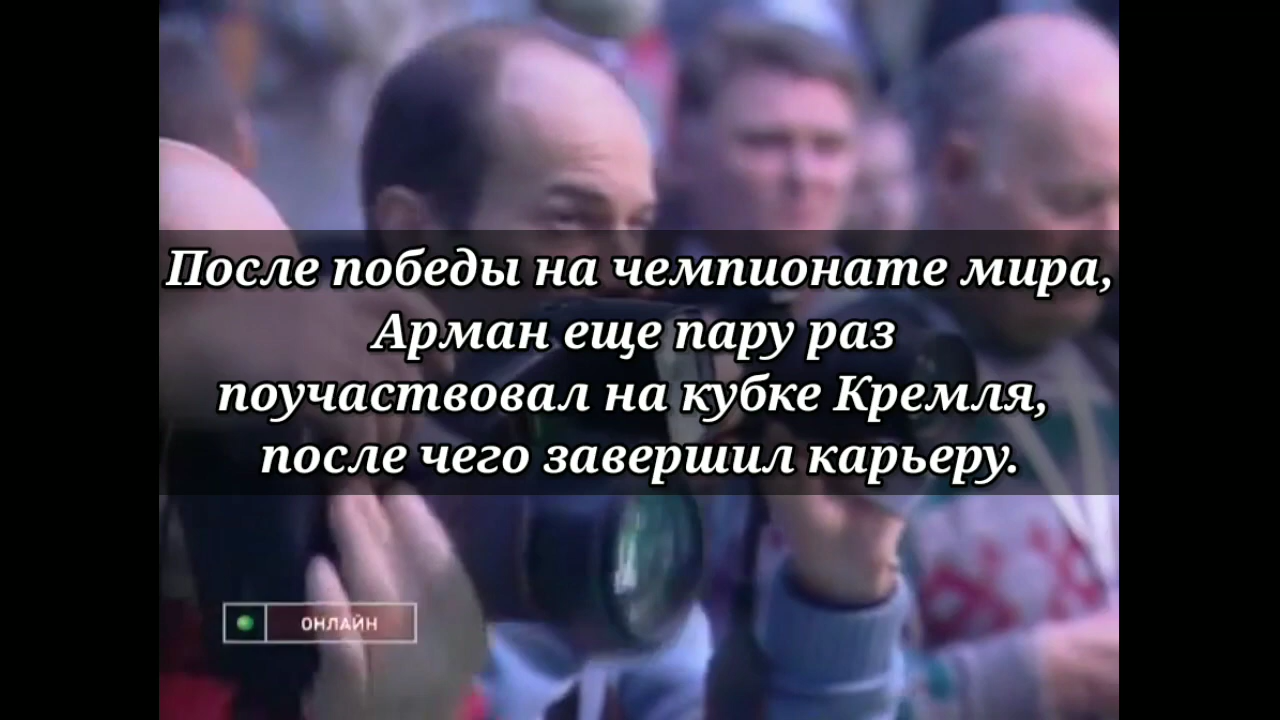 После победы на чемпионате мира,
Арман еще пару раз
поучаствовал на кубке Кремля,
после чего завершил карьеру.
ОНЛАЙН